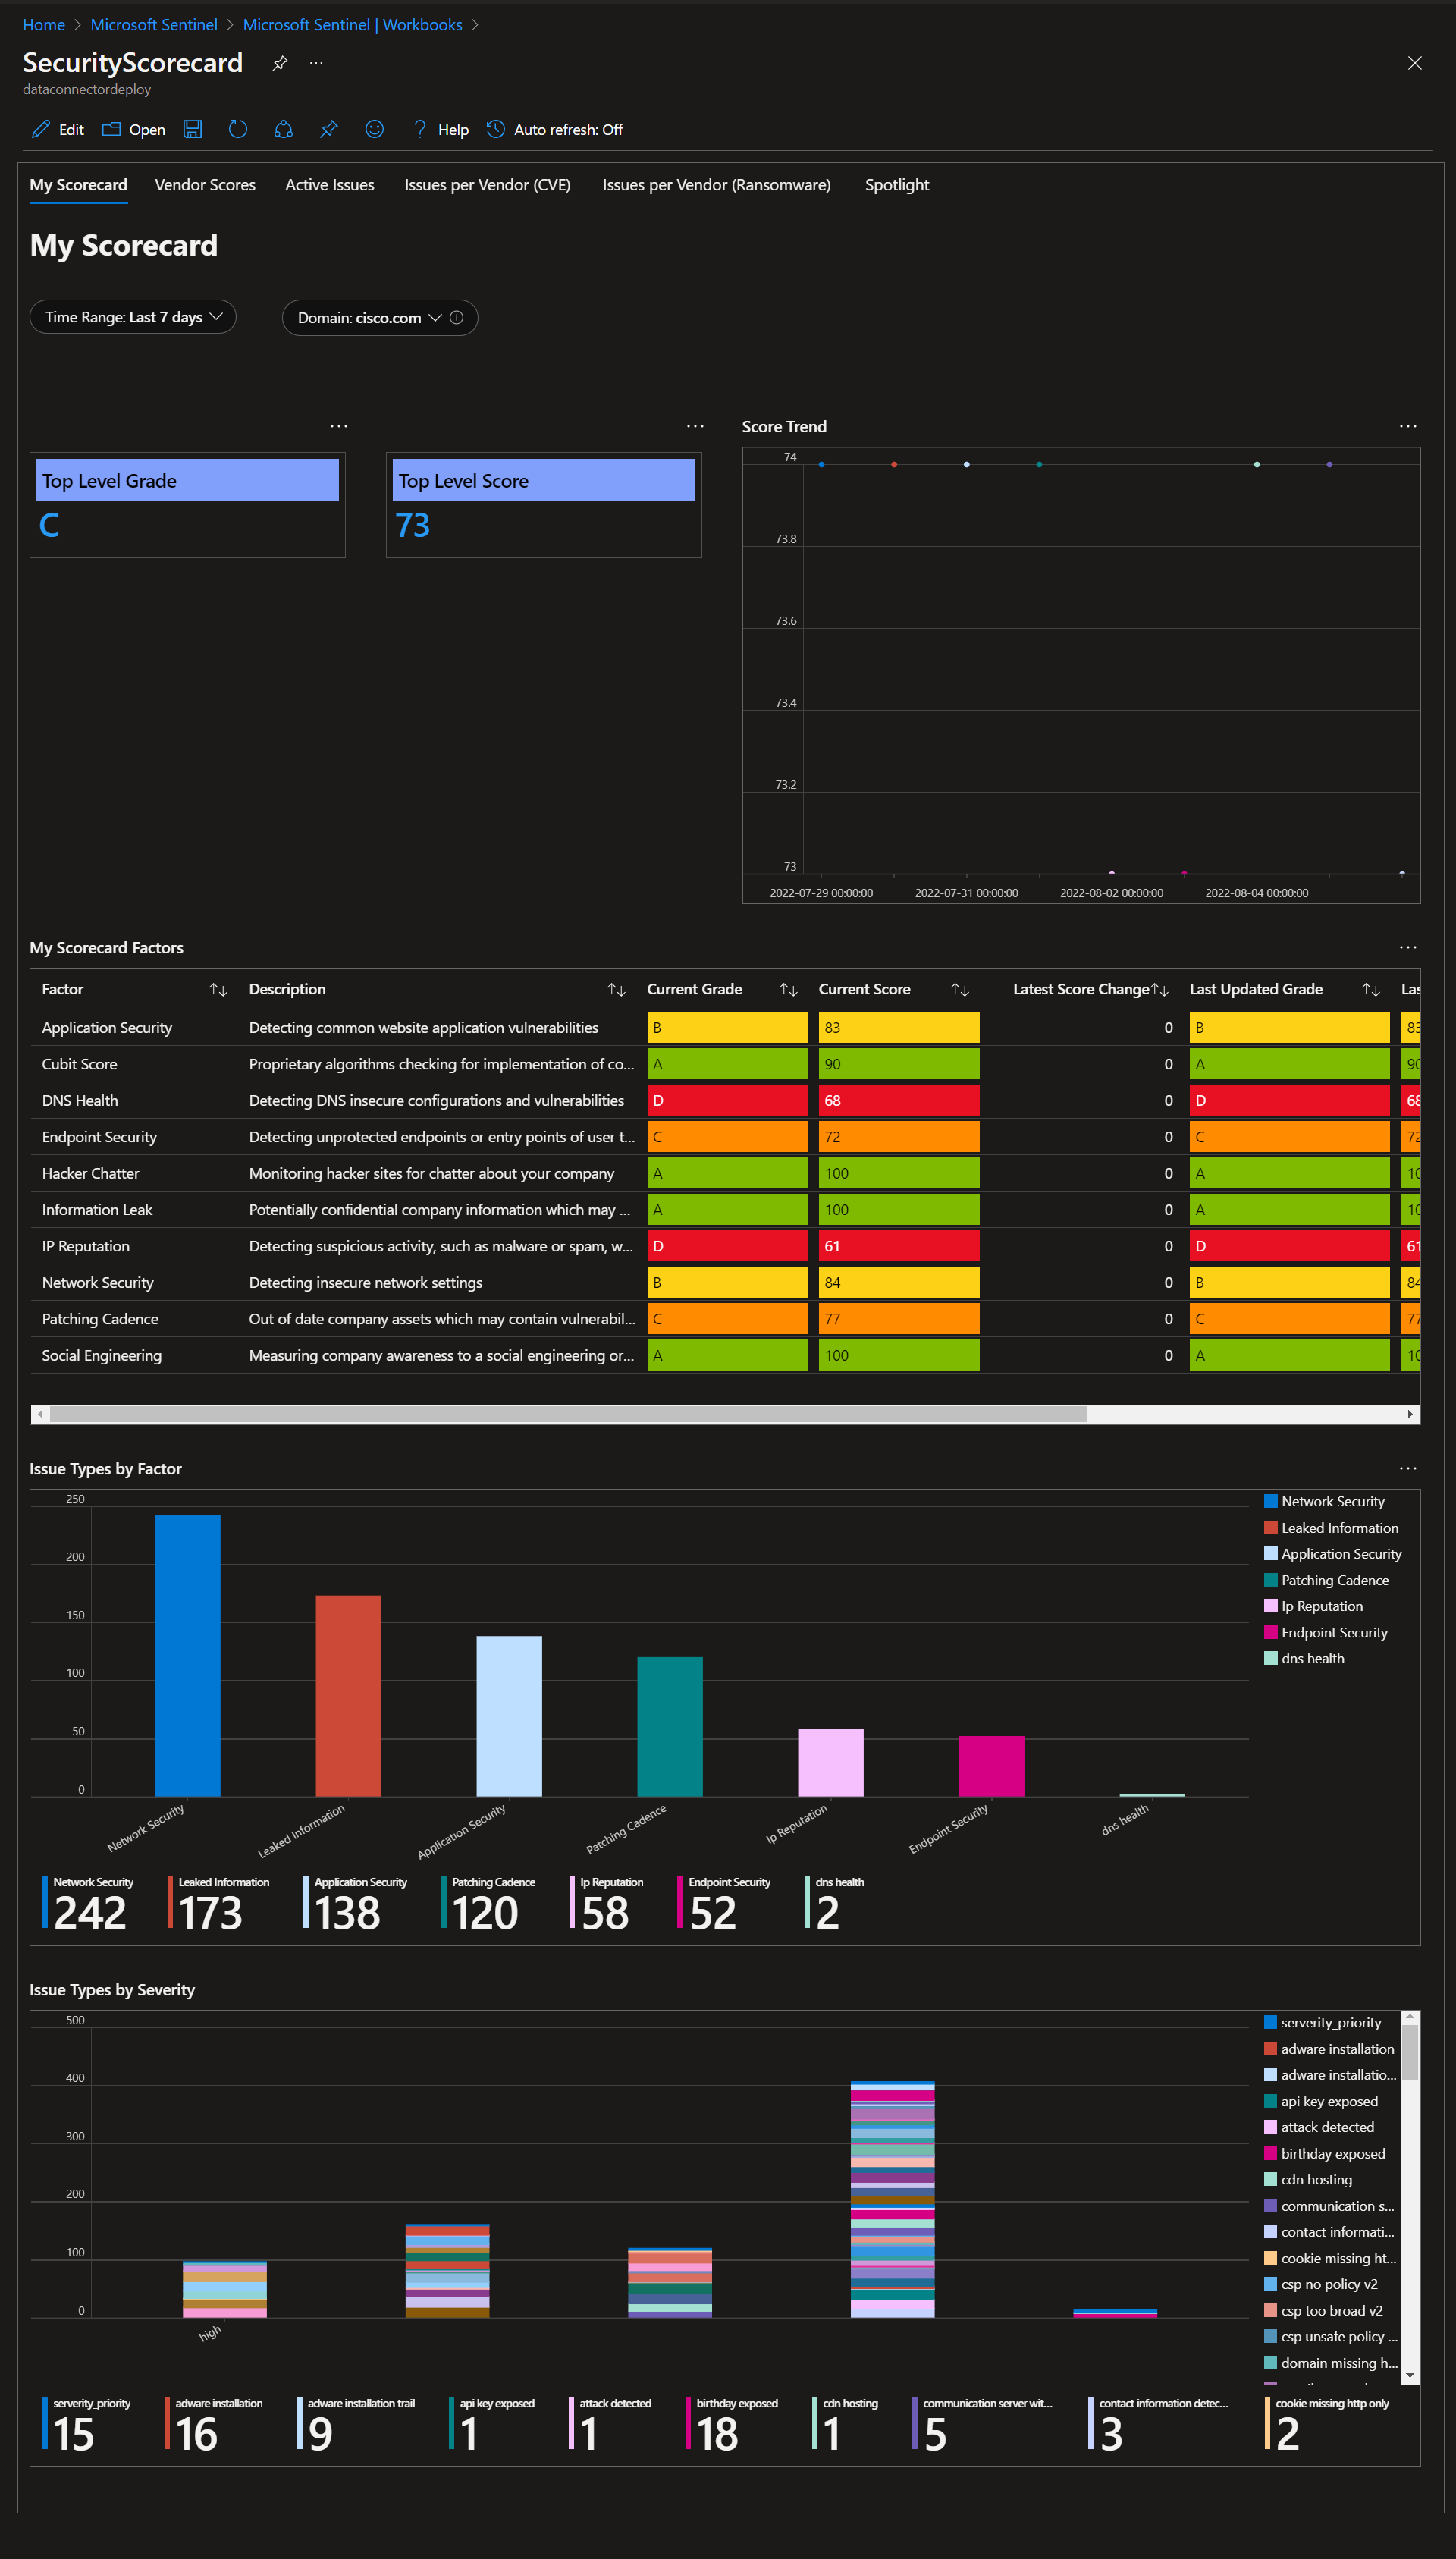 Home > Microsoft Sentinel > Microsoft Sentinel | Workbooks >
SecurityScorecard
dataconnectordeploy
Edit Open Help Auto refresh: Off
My Scorecard Vendor Scores Active Issues Issues per Vendor (CVE) Issues per Vendor (Ransomware) Spotlight
My Scorecard
Time Range: Last 7 days Domain: cisco.com
Top Level Grade
C
Top Level Score
73
Score Trend
74
73.8
73.6
73.4
73.2
73
2022-07-29 00:00:00 2022-07-31 00:00:00 2022-08-02 00:00:00 2022-08-04 00:00:00
My Scorecard Factors
Factor Description Current Grade Current Score Latest Score Change Last Updated Grade Las
Application Security Detecting common website application vulnerabilities B 83 0 B 83
Cubit Score Proprietary algorithms checking for implementation of co... A 90 0 A 90
DNS Health Detecting DNS insecure configurations and vulnerabilities D 68 0 D 68
Endpoint Security Detecting unprotected endpoints or entry points of user t... C 72 0 C 72
Hacker Chatter Monitoring hacker sites for chatter about your company A 100 0 A 10
Information Leak Potentially confidential company information which may ... A 100 0 A 10
IP Reputation Detecting suspicious activity, such as malware or spam, w... D 61 0 D 61
Network Security Detecting insecure network settings B 84 0 B 84
Patching Cadence Out of date company assets which may contain vulnerabil... C 77 0 C 77
Social Engineering Measuring company awareness to a social engineering or... A 100 0 A 10
Issue Types by Factor
250
200
150
100
50
0
Network Security Leaked Information Application Security Patching Cadence Ip Reputation Endpoint Security dns health
Network Security
Leaked Information
Application Security
Patching Cadence
Ip Reputation
Endpoint Security
dns health
Network Security Leaked Information Application Security Patching Cadence Ip Reputation Endpoint Security dns health
242 173 138 120 58 52 2
Issue Types by Severity
500
400
300
200
100
0
high
serverity_priority
adware installation
adware installatio...
api key exposed
attack detected
birthday exposed
cdn hosting
communication s...
contact informati...
cookie missing ht...
csp no policy v2
csp too broad v2
csp unsafe policy ...
domain missing h...
serverity_priority adware installation adware installation trail api key exposed attack detected birthday exposed cdn hosting communication server wit... contact information detec... cookie missing http only
15 16 9 1 1 18 1 5 3 2